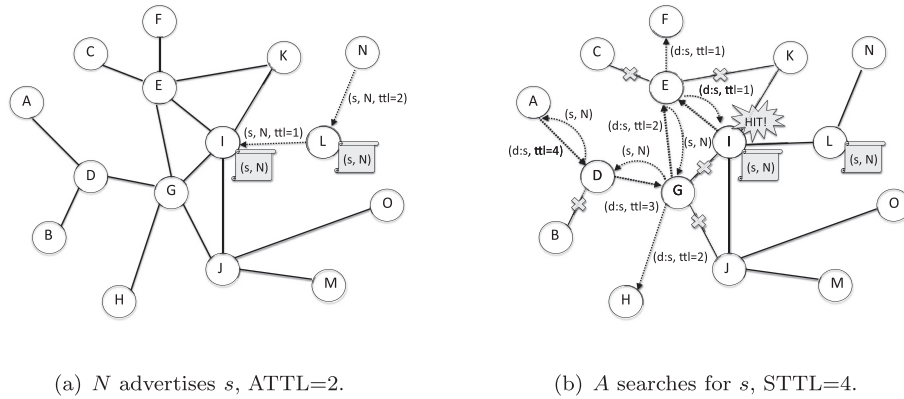 F
C
K
N
E
A
(s, N, ttl=2)
(s, N, ttl=1)
I
L
(s, N)
(s, N)
D
G
B
O
J
H
M
(a) N advertises s, ATTL=2.
F
C
K
N
(d:s, ttl=1)
E
(d:s, ttl=1)
A
(s, N)
HIT!
(d:s, ttl=2)
(s, N)
I
L
(d:s, ttl=4)
(s, N)
(s, N)
(s, N)
D
G
(d:s, ttl=3)
B
O
(d:s, ttl=2)
J
H
M
(b) A searches for s, STTL=4.